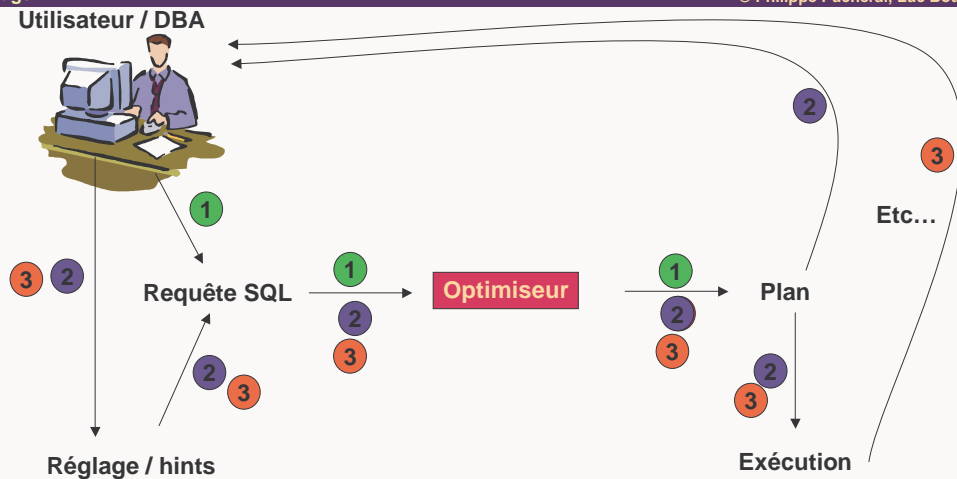 Utilisateur / DBA
2
3
1
Etc…
3 2
1
1
Requête SQL
Optimiseur
Plan
2
2
3
3
2
3
2
3
Réglage / hints
Exécution